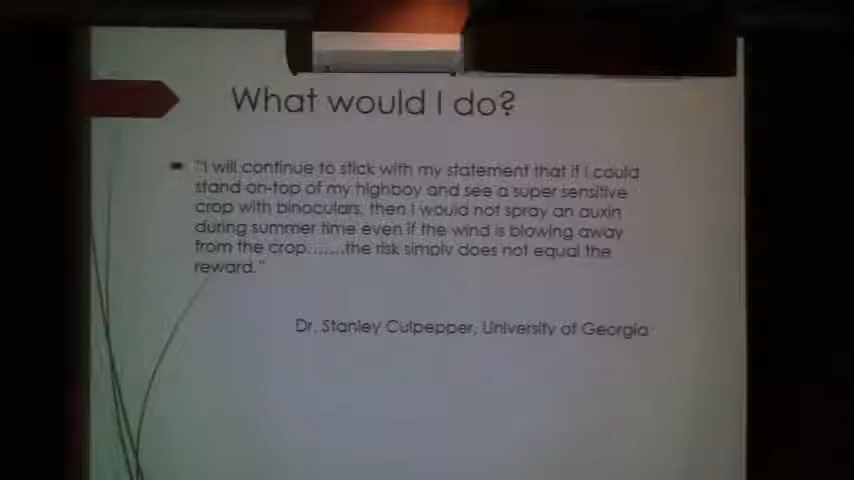 What would I do?
"I will continue to stick with my statement that if I could
stand on-top of my highboy and see a super sensitive
crop with binoculars, then I would not spray an auxin
during summer time even if the wind is blowing away
from the crop.......the risk simply does not equal the
reward."
Dr. Stanley Culpepper, University of Georgia